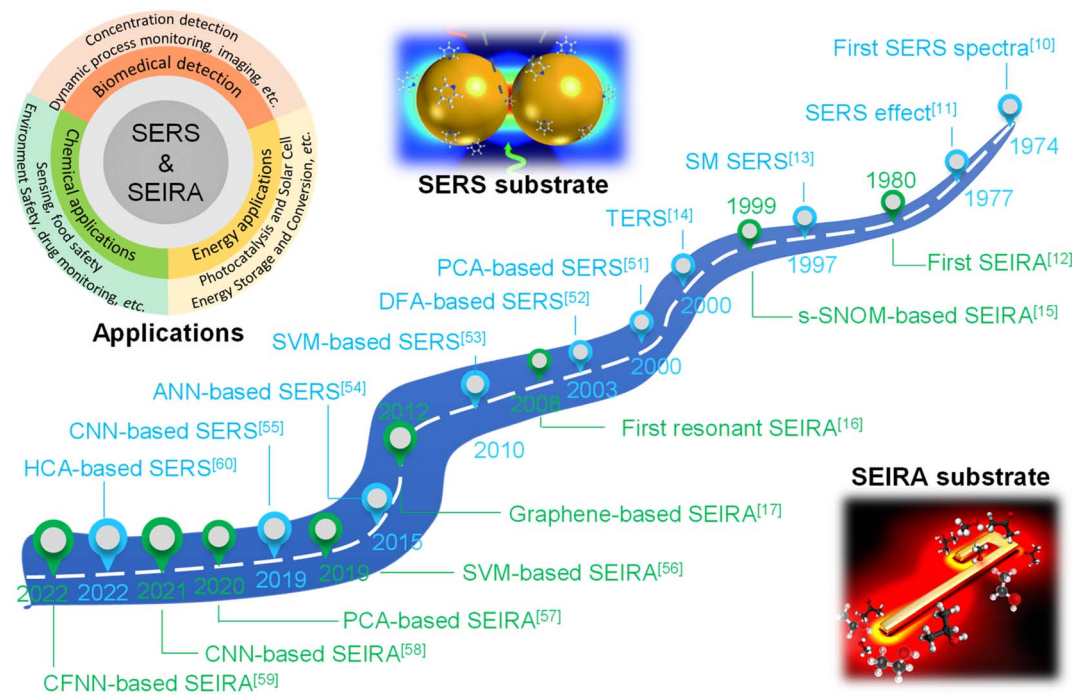 Concentration detection
Dynamic process monitoring, imaging, etc.
Biomedical detection
Environment Safety, drug monitoring, etc.
Sensing, food safety
Chemical applications
Energy applications
Photocatalysis and Solar Cell
Energy Storage and Conversion, etc.
SERS
&
SEIRA
Applications
SERS substrate
First SERS spectra[10]
1974
SERS effect[11]
1977
1980
First SEIRA[12]
SM SERS[13]
1997
1999
s-SNOM-based SEIRA[15]
TERS[14]
2000
PCA-based SERS[51]
2000
DFA-based SERS[52]
2003
2008
First resonant SEIRA[16]
SVM-based SERS[53]
2010
2012
Graphene-based SEIRA[17]
ANN-based SERS[54]
2015
2019
SVM-based SEIRA[56]
CNN-based SERS[55]
2019
2020
PCA-based SEIRA[57]
2021
CNN-based SEIRA[58]
HCA-based SERS[60]
2022
2022
CFNN-based SEIRA[59]
SEIRA substrate